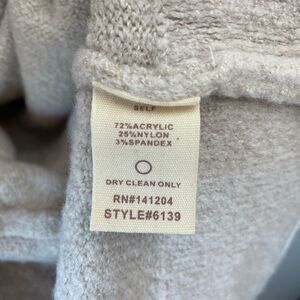 SELF
72%ACRYLIC
25%NYLON
3%SPANDEX
DRY CLEAN ONLY
RN#141204
STYLE#6139